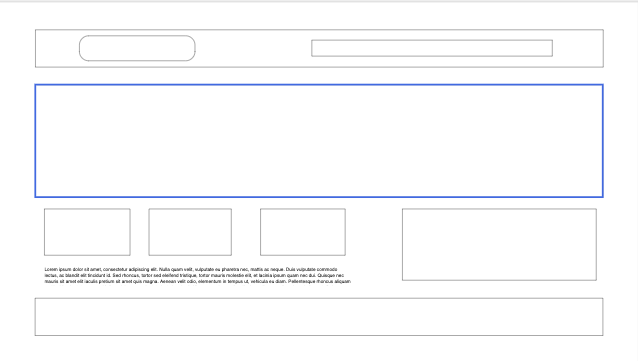 Lorem ipsum dolor sit amet, consectetur adipiscing elit. Nulla quam velit, vulputate eu pharetra nec, mattis ac neque. Duis vulputate commodo
lectus, ac blandit elit tincidunt id. Sed rhoncus, tortor sed eleifend tristique, tortor mauris molestie elit, et lacinia ipsum quam nec dui. Quisque nec
mauris sit amet elit iaculis pretium sit amet quis magna. Aenean velit odio, elementum in tempus ut, vehicula eu diam. Pellentesque rhoncus aliquam